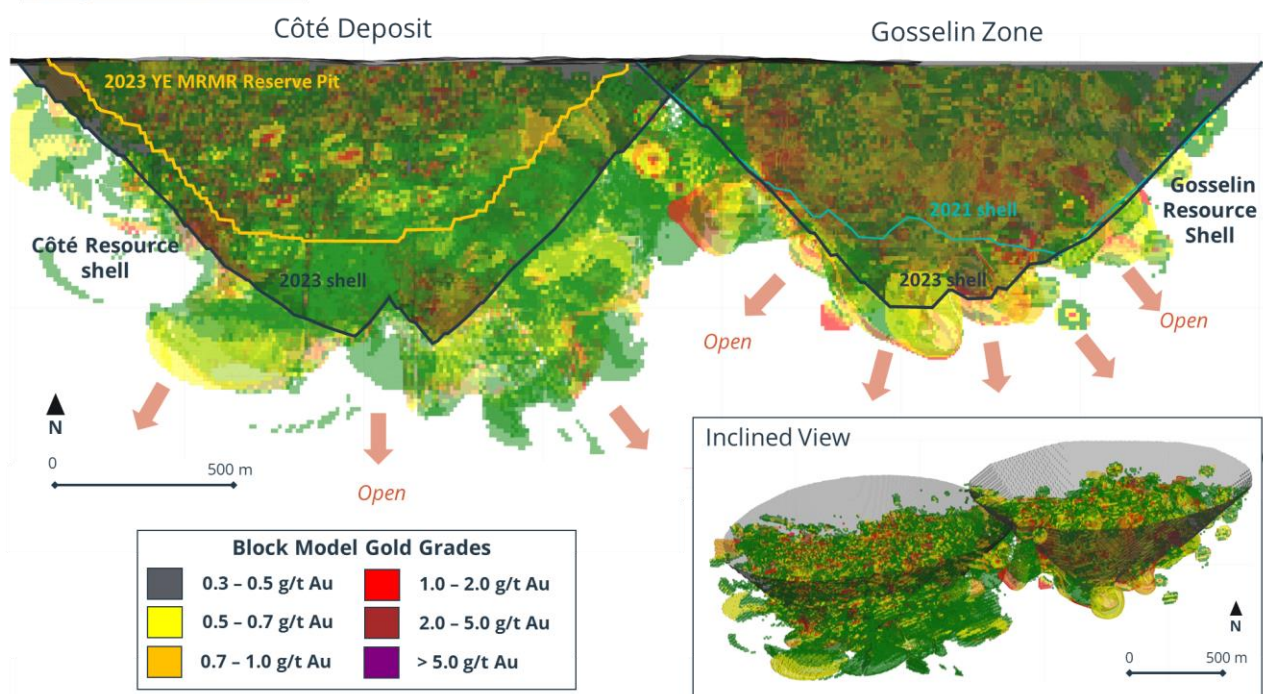 Côté Deposit
Gosselin Zone
2023 YE MRMR Reserve Pit
Côté Resource
shell
2023 shell
2021 shell
2023 shell
Gosselin
Resource
Shell
Open
Open
Open
N
0 500 m
Block Model Gold Grades
0.3 – 0.5 g/t Au
1.0 – 2.0 g/t Au
0.5 – 0.7 g/t Au
2.0 – 5.0 g/t Au
0.7 – 1.0 g/t Au
> 5.0 g/t Au
Inclined View
N
0 500 m